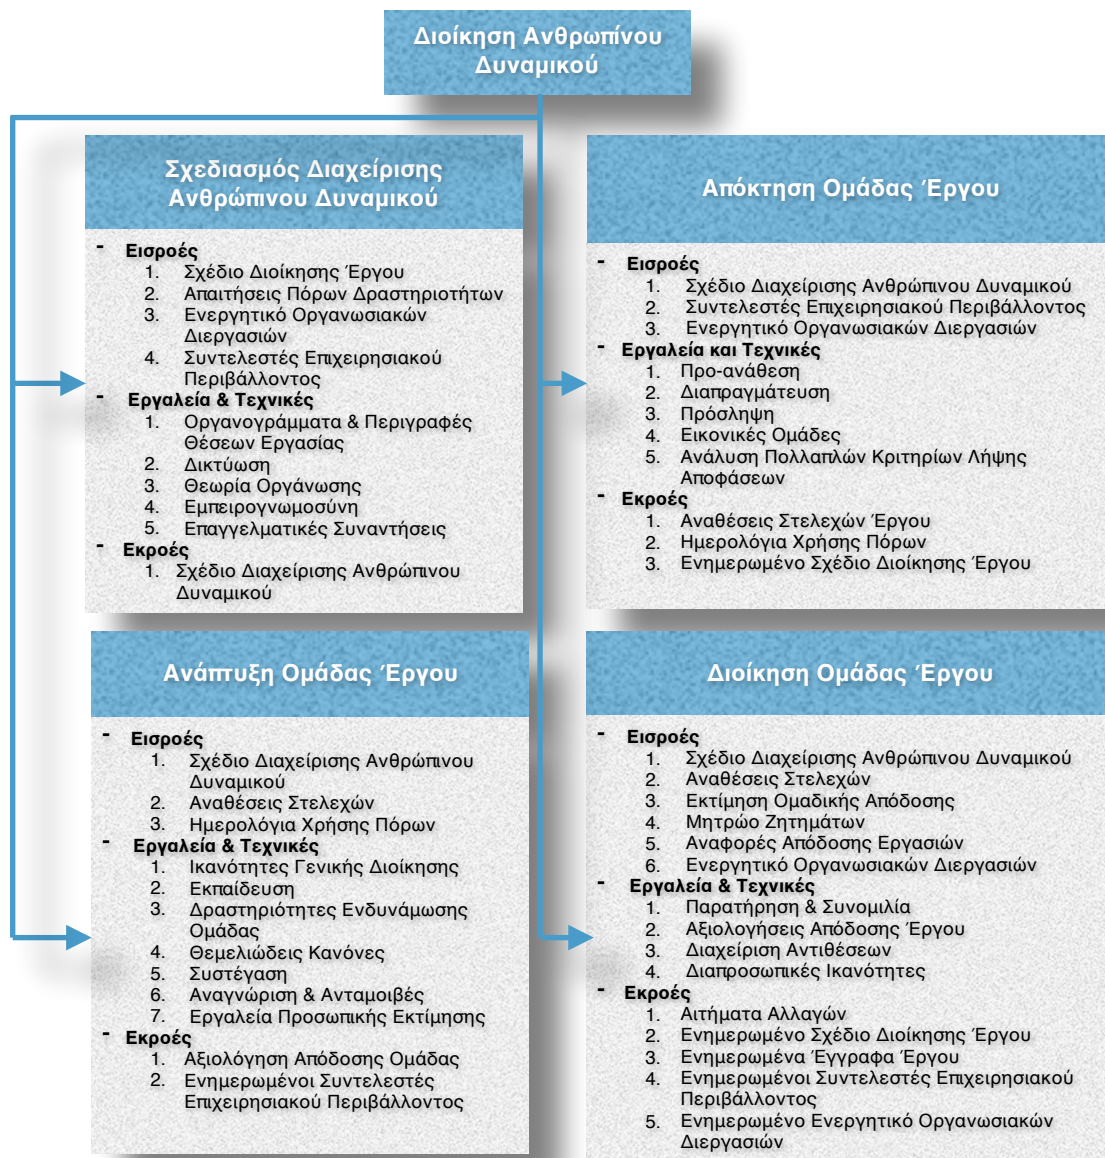 Διοίκηση Ανθρωπίνου
Δυναμικού
Σχεδιασμός Διαχείρισης
Ανθρώπινου Δυναμικού
- Εισροές
1. Σχέδιο Διοίκησης Έργου
2. Απαιτήσεις Πόρων Δραστηριοτήτων
3. Ενεργητικό Οργανωσιακών
Διεργασιών
4. Συντελεστές Επιχειρησιακού
Περιβάλλοντος
- Εργαλεία & Τεχνικές
1. Οργανογράμματα & Περιγραφές
Θέσεων Εργασίας
2. Δικτύωση
3. Θεωρία Οργάνωσης
4. Εμπειρογνωμοσύνη
5. Επαγγελματικές Συναντήσεις
- Εκροές
1. Σχέδιο Διαχείρισης Ανθρώπινου
Δυναμικού
Απόκτηση Ομάδας Έργου
- Εισροές
1. Σχέδιο Διαχείρισης Ανθρώπινου Δυναμικού
2. Συντελεστές Επιχειρησιακού Περιβάλλοντος
3. Ενεργητικό Οργανωσιακών Διεργασιών
- Εργαλεία και Τεχνικές
1. Προ-ανάθεση
2. Διαπραγμάτευση
3. Πρόσληψη
4. Εικονικές Ομάδες
5. Ανάλυση Πολλαπλών Κριτηρίων Λήψης
Αποφάσεων
- Εκροές
1. Αναθέσεις Στελεχών Έργου
2. Ημερολόγια Χρήσης Πόρων
3. Ενημερωμένο Σχέδιο Διοίκησης Έργου
Ανάπτυξη Ομάδας Έργου
- Εισροές
1. Σχέδιο Διαχείρισης Ανθρώπινου
Δυναμικού
2. Αναθέσεις Στελεχών
3. Ημερολόγια Χρήσης Πόρων
- Εργαλεία & Τεχνικές
1. Ικανότητες Γενικής Διοίκησης
2. Εκπαίδευση
3. Δραστηριότητες Ενδυνάμωσης
Ομάδας
4. Θεμελιώδεις Κανόνες
5. Συστέγαση
6. Αναγνώριση & Ανταμοιβές
7. Εργαλεία Προσωπικής Εκτίμησης
- Εκροές
1. Αξιολόγηση Απόδοσης Ομάδας
2. Ενημερωμένοι Συντελεστές
Επιχειρησιακού Περιβάλλοντος
Διοίκηση Ομάδας Έργου
- Εισροές
1. Σχέδιο Διαχείρισης Ανθρώπινου Δυναμικού
2. Αναθέσεις Στελεχών
3. Εκτίμηση Ομαδικής Απόδοσης
4. Μητρώο Ζητημάτων
5. Αναφορές Απόδοσης Εργασιών
6. Ενεργητικό Οργανωσιακών Διεργασιών
- Εργαλεία & Τεχνικές
1. Παρατήρηση & Συνομιλία
2. Αξιολογήσεις Απόδοσης Έργου
3. Διαχείριση Αντιθέσεων
4. Διαπροσωπικές Ικανότητες
- Εκροές
1. Αιτήματα Αλλαγών
2. Ενημερωμένο Σχέδιο Διοίκησης Έργου
3. Ενημερωμένα Έγγραφα Έργου
4. Ενημερωμένοι Συντελεστές Επιχειρησιακού
Περιβάλλοντος
5. Ενημερωμένο Ενεργητικό Οργανωσιακών
Διεργασιών